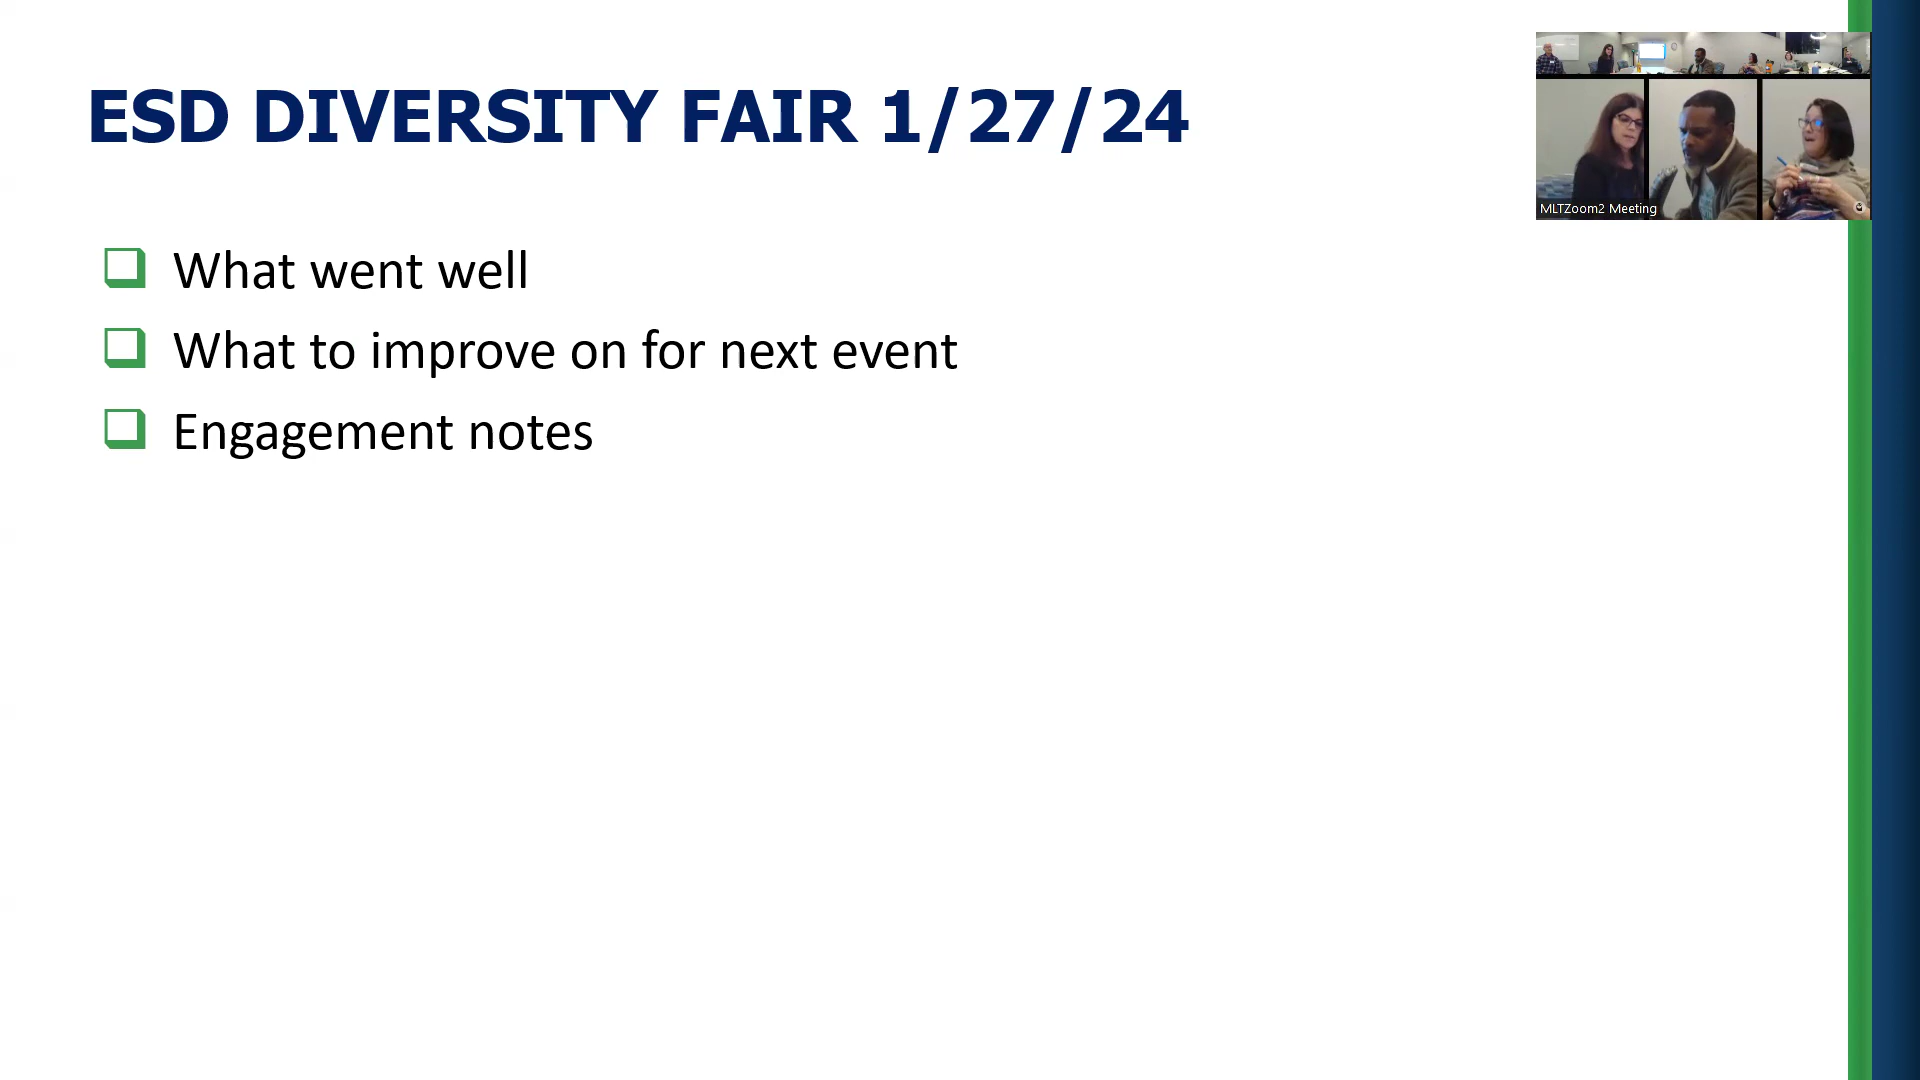 ESD DIVERSITY FAIR 1/27/24
What went well
What to improve on for next event
Engagement notes
MLTZoom2 Meeting